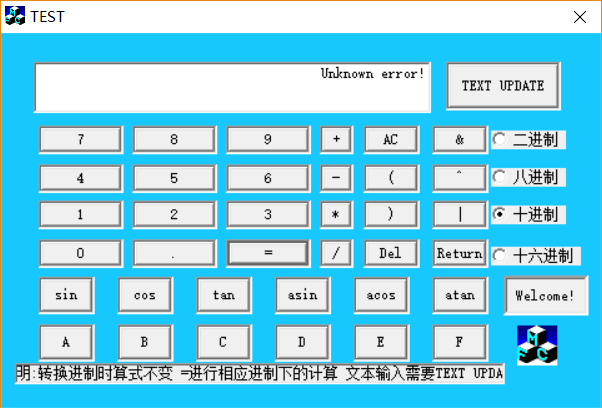 TEST
Unknown error!
TEXT UPDATE
7 8 9 + AC & 二进制
4 5 6 - ( ^ 八进制
1 2 3 * ) | 十进制
0 . = / Del Return 十六进制
sin cos tan asin acos atan Welcome!
A B C D E F
MFC
明:转换进制时算式不变 =进行相应进制下的计算 文本输入需要TEXT UPDA